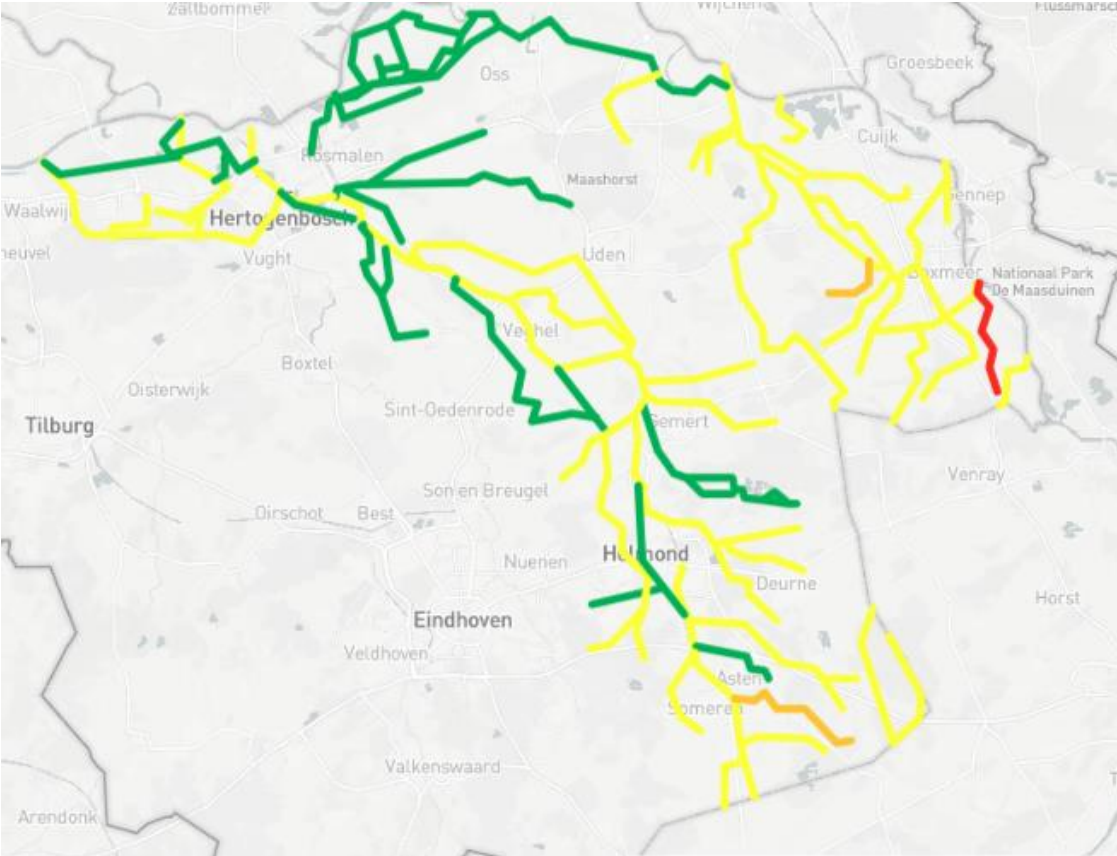 Zaltbommel
Wijchen
Flussmarsch
Groesbeek
Oss
Cuijk
Rosmalen
Maashorst
Gennep
Waalwij
Hertogenbosch
Vught
Uden
Boxmeer
Nationaal Park
De Maasduinen
Veghel
Boxtel
Oisterwijk
Sint-Oedenrode
Gemert
Tilburg
Venray
Son en Breugel
Oirschot
Best
Nuenen
Helmond
Deurne
Horst
Eindhoven
Veldhoven
Asten
Someren
Valkenswaard
Arendonk